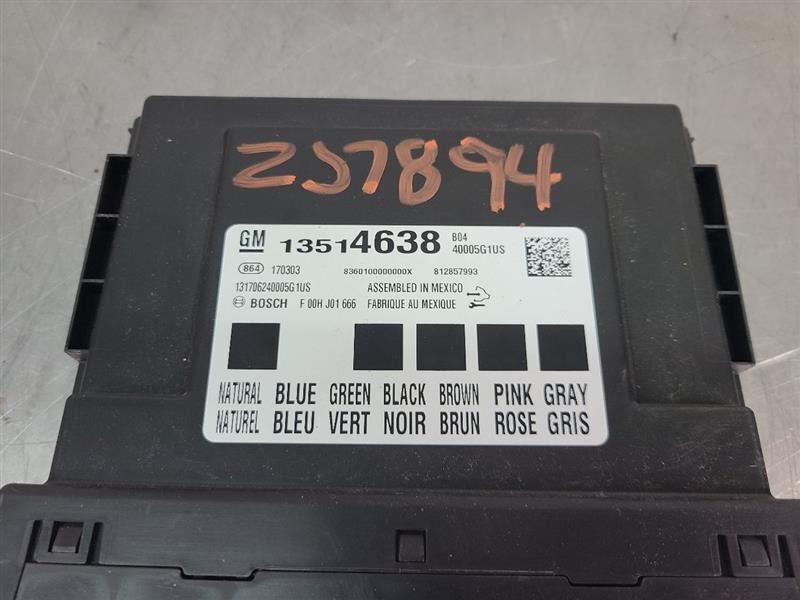 ZJ7894
GM 13514638 B04
40005G1US
864 170303 8360100000000X 812857993
131706240005G1US ASSEMBLED IN MEXICO
BOSCH F 00H J01 666 FABRIQUE AU MEXIQUE
NATURAL BLUE GREEN BLACK BROWN PINK GRAY
NATUREL BLEU VERT NOIR BRUN ROSE GRIS